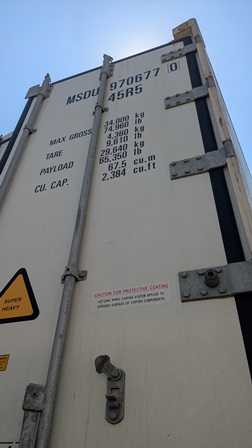 MSDU 970677 0
45R5
MAX GROSS 34.000 kg
74.960 lb
TARE 4.360 kg
9.610 lb
PAYLOAD 29.640 kg
65.350 lb
CU. CAP. 67.5 cu.m
2,384 cu.ft
CAUTION FOR PROTECTIVE COATING
SUPER
HEAVY